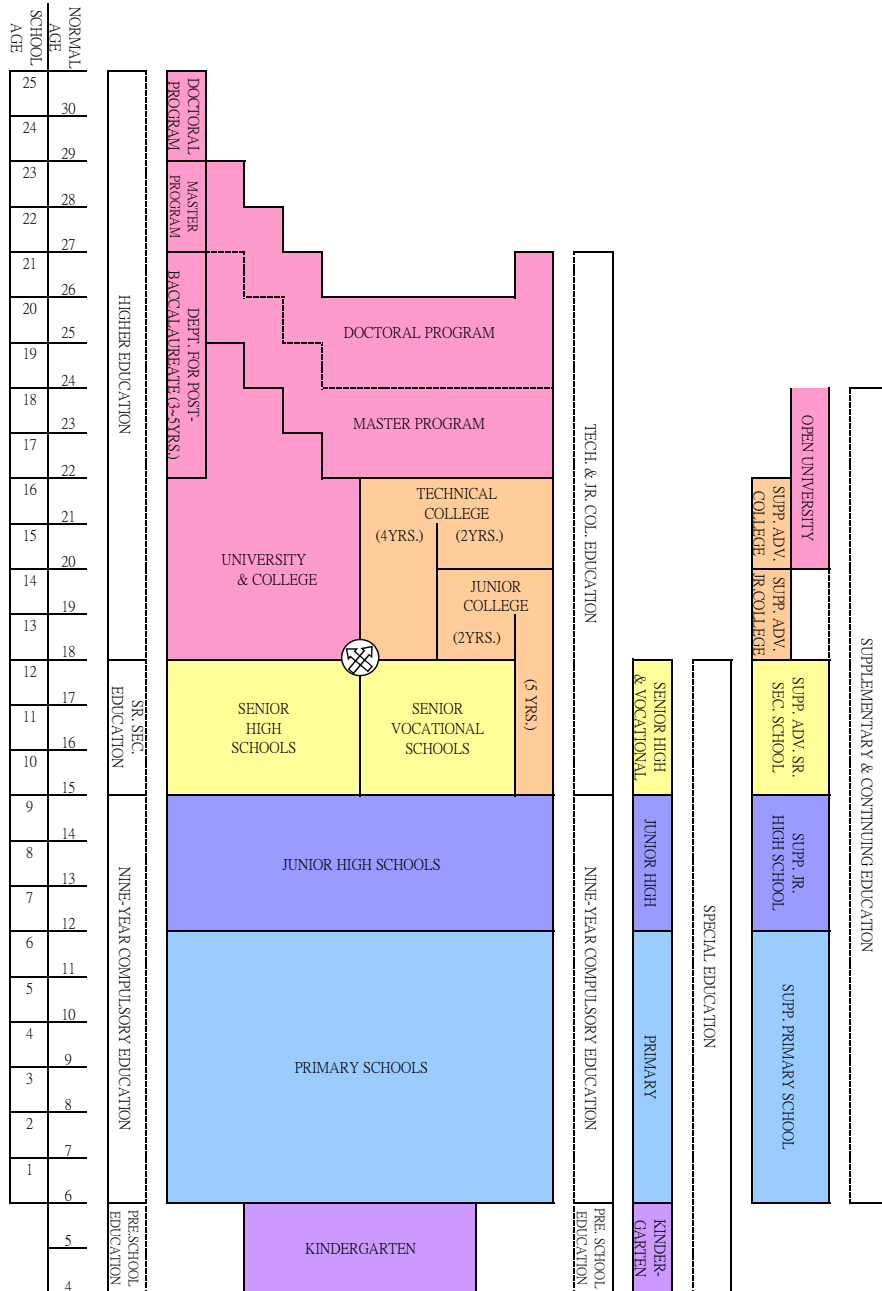 SCHOOL
AGE
NORMAL
AGE
25
30
24
29
23
28
22
27
21
26
20
25
19
24
18
23
17
22
16
21
15
20
14
19
13
18
12
17
11
16
10
15
9
14
8
13
7
12
6
11
5
10
4
9
3
8
2
7
1
6
5
4
HIGHER EDUCATION
SR. SEC.
EDUCATION
NINE-YEAR COMPULSORY EDUCATION
PRE.SCHOOL
EDUCATION
DOCTORAL
PROGRAM
MASTER
PROGRAM
DEPT. FOR POST-
BACCALAUREATE (3~5YRS.)
DOCTORAL PROGRAM
MASTER PROGRAM
UNIVERSITY
& COLLEGE
TECHNICAL
COLLEGE
(4YRS.)
(2YRS.)
JUNIOR
COLLEGE
(2YRS.)
(5 YRS.)
SENIOR
HIGH
SCHOOLS
SENIOR
VOCATIONAL
SCHOOLS
JUNIOR HIGH SCHOOLS
PRIMARY SCHOOLS
KINDERGARTEN
TECH. & JR. COL. EDUCATION
NINE-YEAR COMPULSORY EDUCATION
PRE. SCHOOL
EDUCATION
SENIOR HIGH
& VOCATIONAL
JUNIOR HIGH
PRIMARY
KINDER-
GARTEN
SPECIAL EDUCATION
OPEN UNIVERSITY
SUPP. ADV.
COLLEGE
SUPP. ADV.
JR.COLLEGE
SUPP. ADV. SR.
SEC. SCHOOL
SUPP. JR.
HIGH SCHOOL
SUPP. PRIMARY SCHOOL
SUPPLEMENTARY & CONTINUING EDUCATION